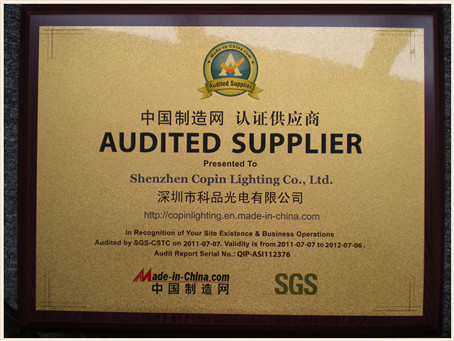 Made-in-China.com
Audited Supplier
中国制造网 认证供应商
AUDITED SUPPLIER
Presented To
Shenzhen Copin Lighting Co., Ltd.
深圳市科品光电有限公司
http://copinlighting.en.made-in-china.com
In Recognition of Your Site Existence & Business Operations
Audited by SGS-CSTC on 2011-07-07. Validity is from 2011-07-07 to 2012-07-06.
Audit Report Serial No.: QIP-ASI112376
Made-in-China.com
中国制造网
SGS